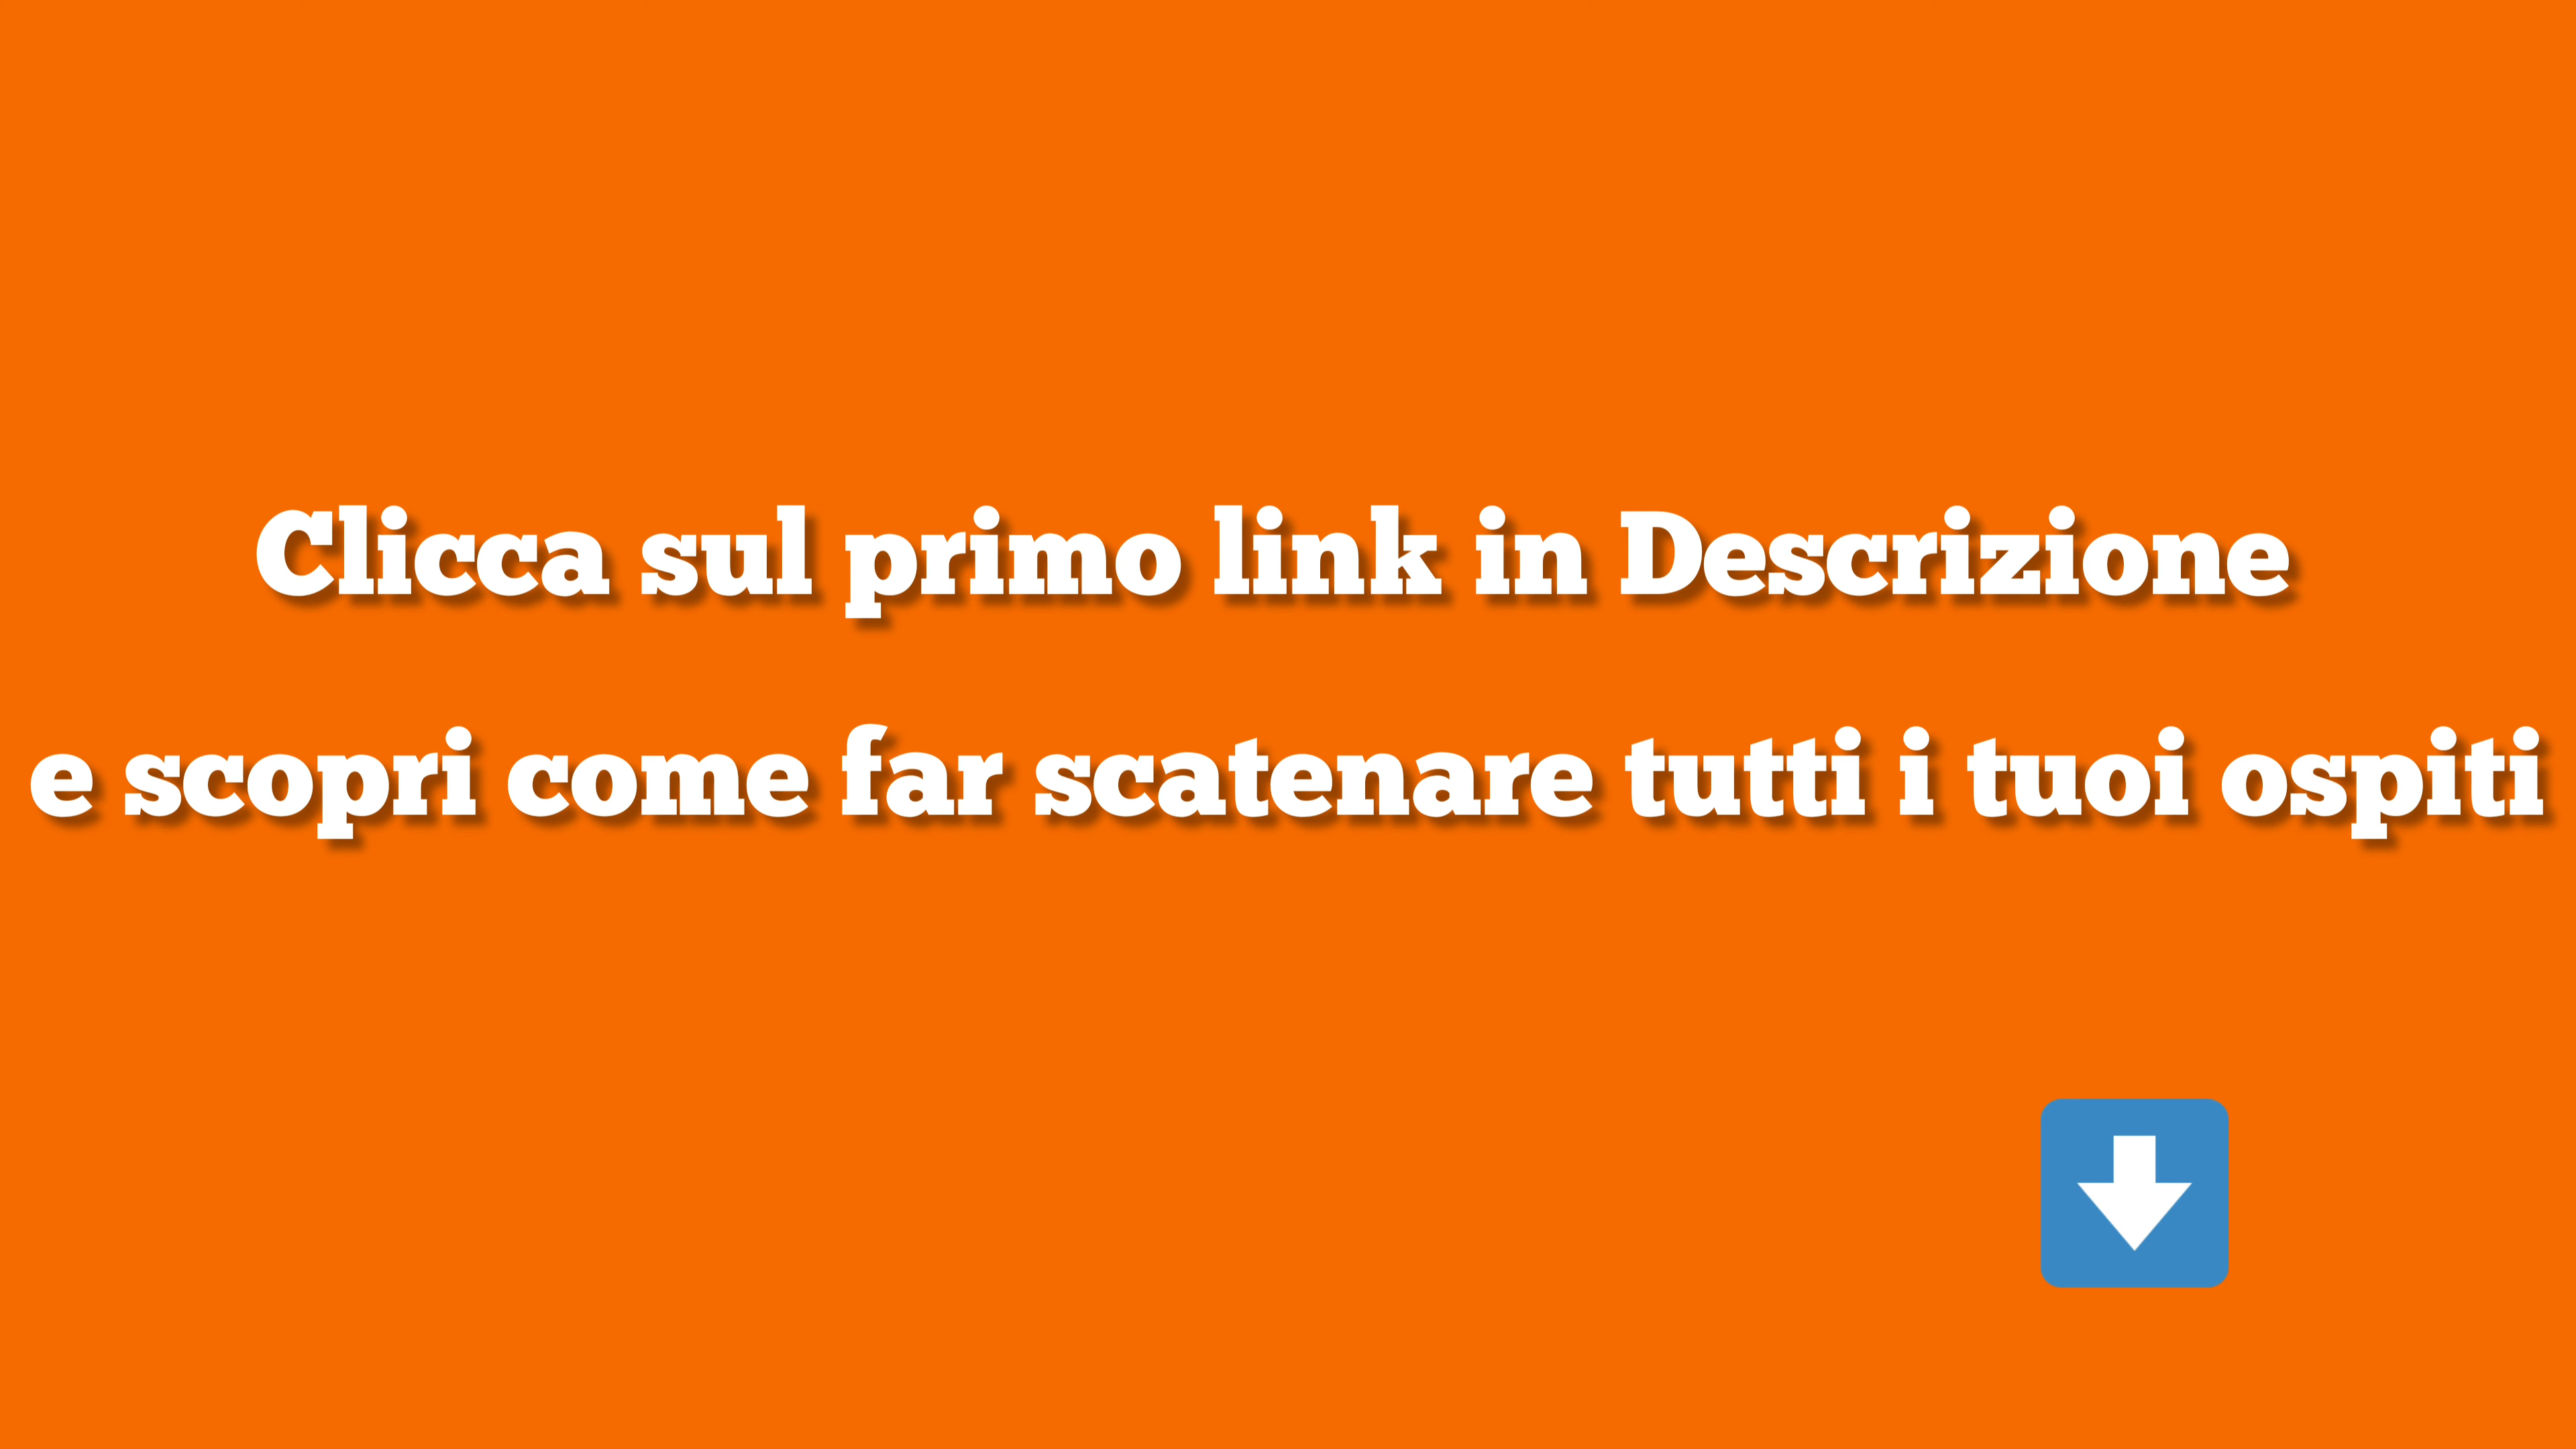 Clicca sul primo link in Descrizione
e scopri come far scatenare tutti i tuoi ospiti